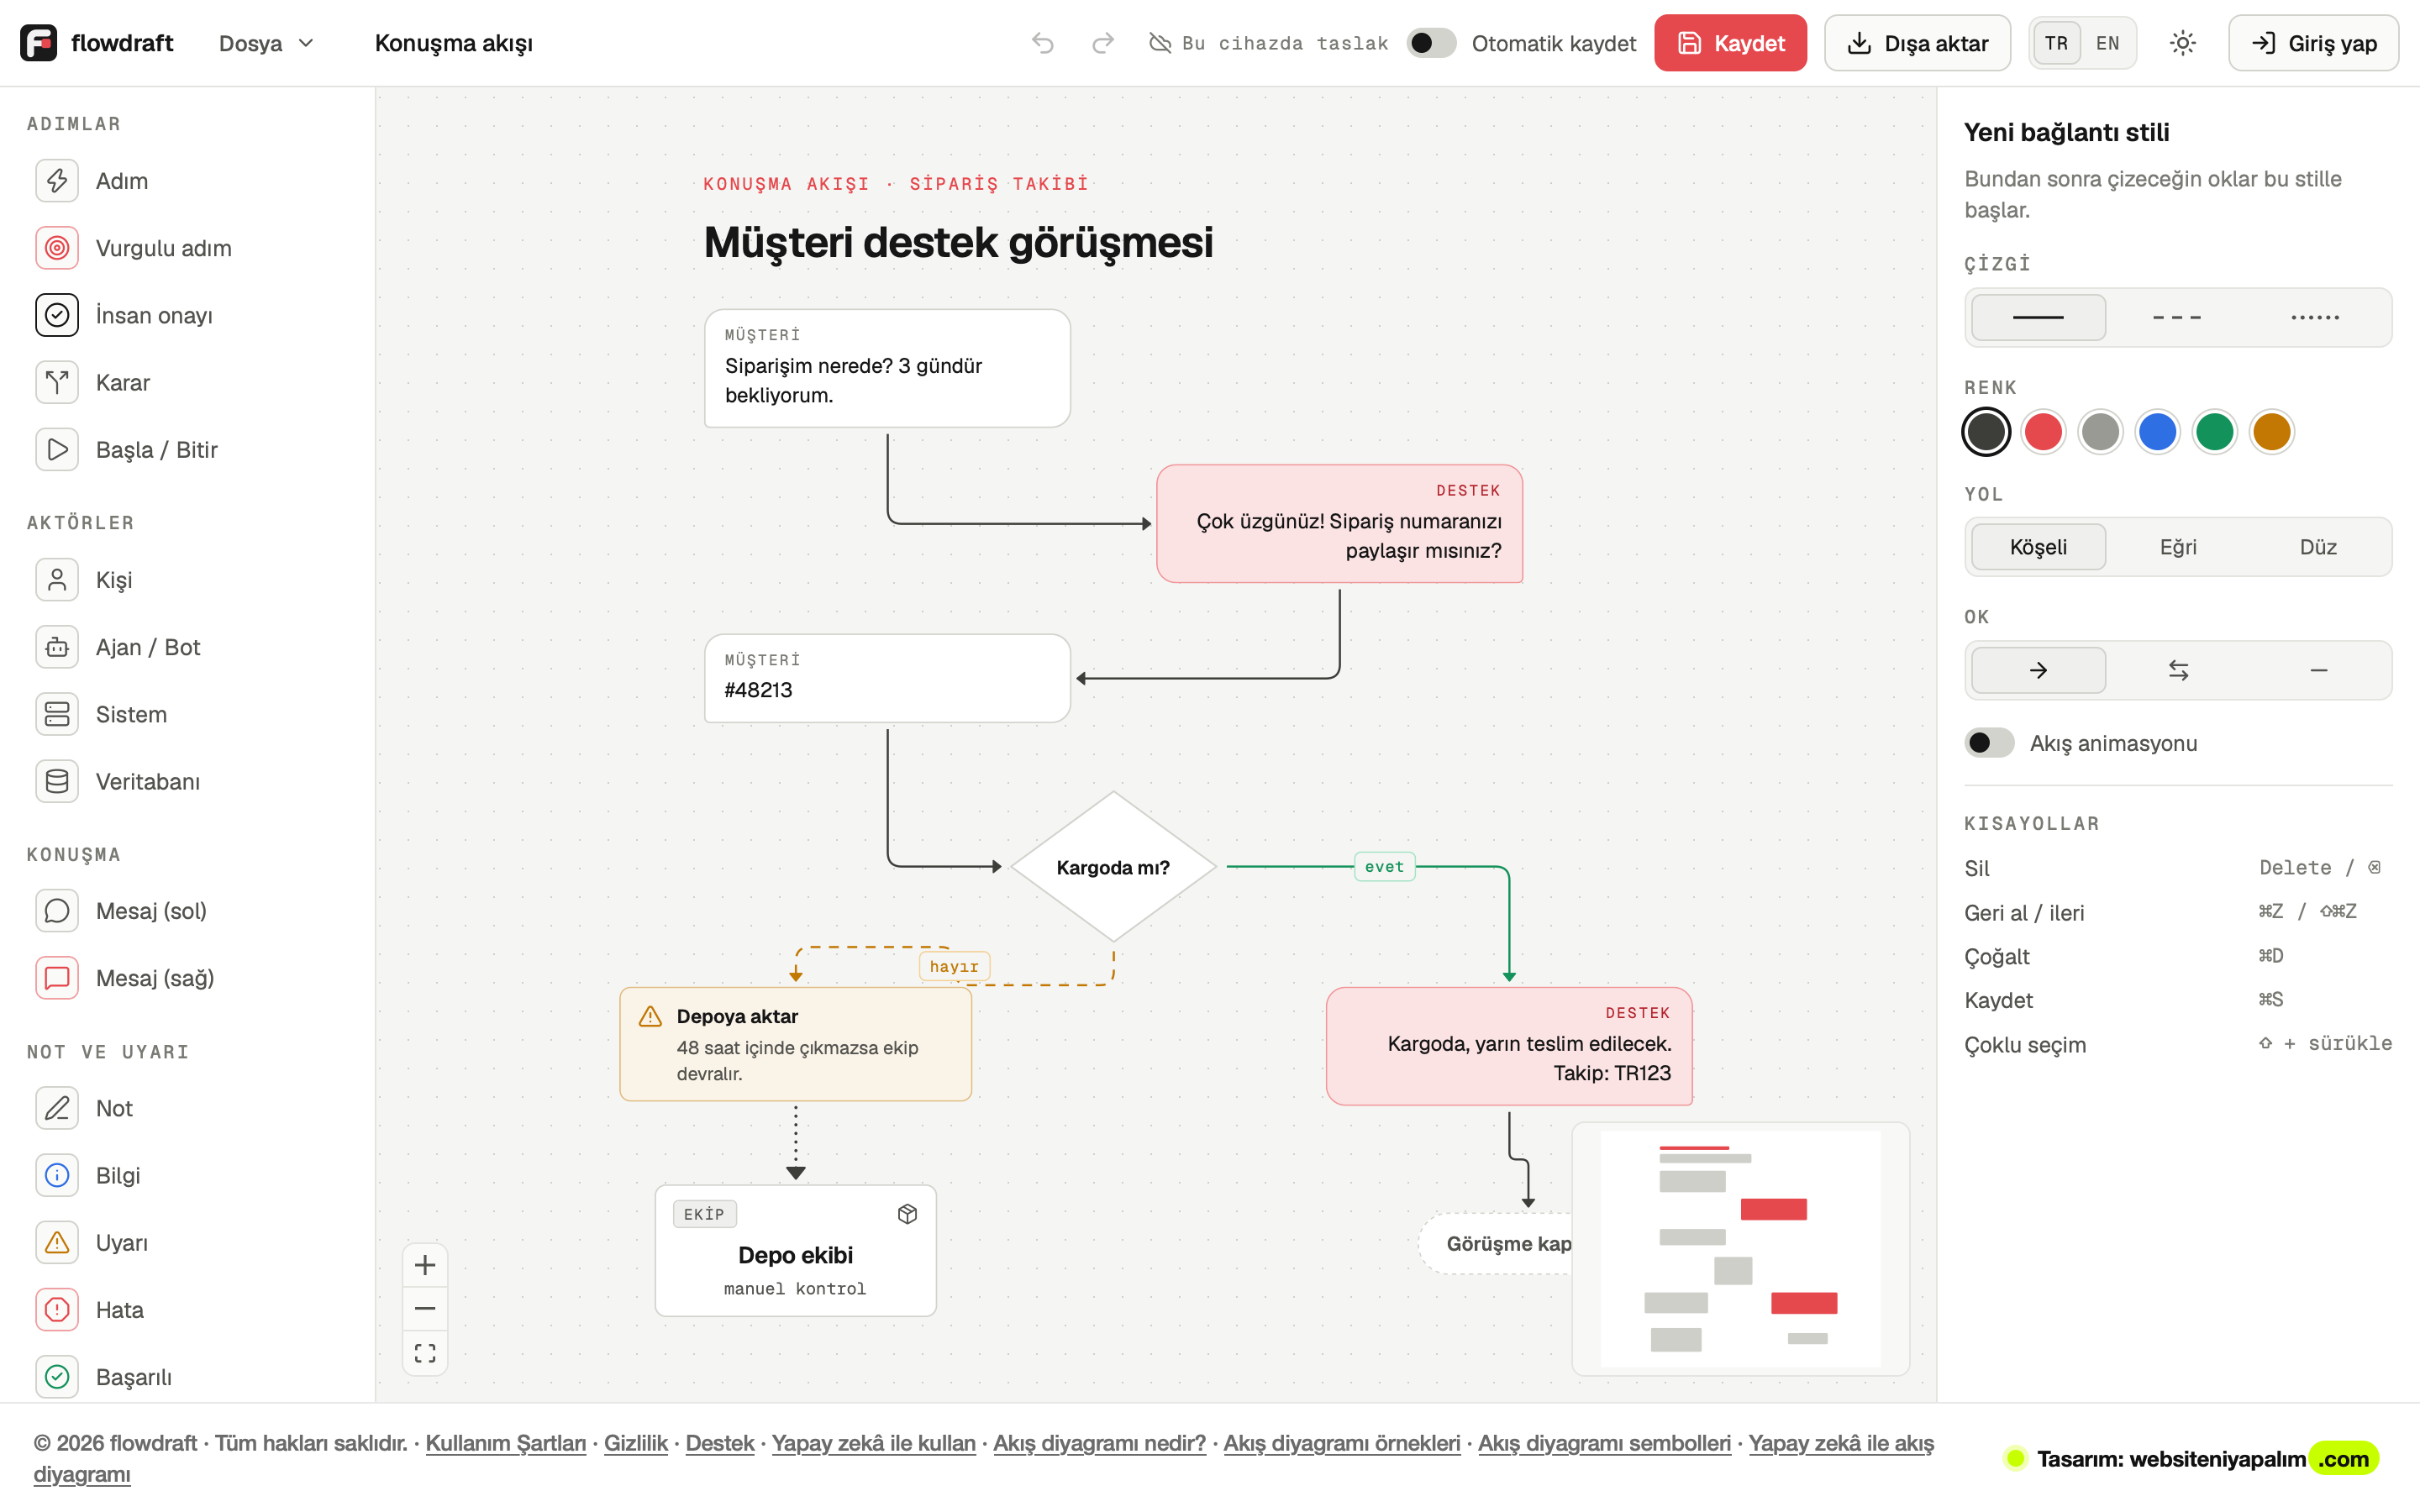 flowdraft
Dosya
Konuşma akışı
Bu cihazda taslak
Otomatik kaydet
Kaydet
Dışa aktar
TR
EN
Giriş yap
ADIMLAR
Adım
Vurgulu adım
İnsan onayı
Karar
Başla / Bitir
AKTÖRLER
Kişi
Ajan / Bot
Sistem
Veritabanı
KONUŞMA
Mesaj (sol)
Mesaj (sağ)
NOT VE UYARI
Not
Bilgi
Uyarı
Hata
Başarılı
KONUŞMA AKIŞI · SİPARİŞ TAKİBİ
Müşteri destek görüşmesi
MÜŞTERİ
Siparişim nerede? 3 gündür
bekliyorum.
DESTEK
Çok üzgünüz! Sipariş numaranızı
paylaşır mısınız?
MÜŞTERİ
#48213
Kargoda mı?
evet
hayır
Depoya aktar
48 saat içinde çıkmazsa ekip
devralır.
DESTEK
Kargoda, yarın teslim edilecek.
Takip: TR123
EKİP
Depo ekibi
manuel kontrol
Görüşme kap
Yeni bağlantı stili
Bundan sonra çizeceğin oklar bu stille
başlar.
ÇİZGİ
RENK
YOL
Köşeli
Eğri
Düz
OK
Akış animasyonu
KISAYOLLAR
Sil Delete / ⌫
Geri al / ileri ⌘Z / ⇧⌘Z
Çoğalt ⌘D
Kaydet ⌘S
Çoklu seçim ⇧ + sürükle
© 2026 flowdraft · Tüm hakları saklıdır. · Kullanım Şartları · Gizlilik · Destek · Yapay zekâ ile kullan · Akış diyagramı nedir? · Akış diyagramı örnekleri · Akış diyagramı sembolleri · Yapay zekâ ile akış
diyagramı
Tasarım: websiteniyapalım.com